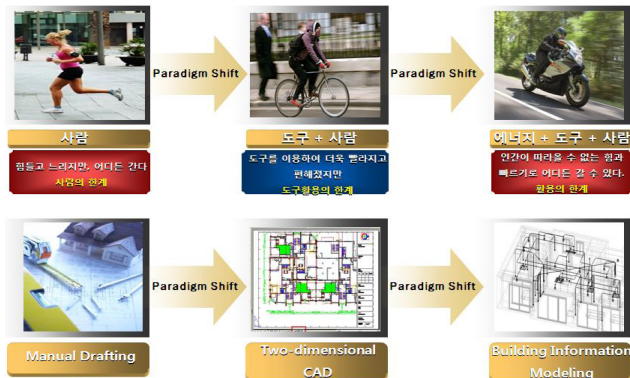 Paradigm Shift
Paradigm Shift
사람
도구 + 사람
에너지 + 도구 + 사람
힘들고 느리지만, 어디든 간다
사람의 한계
도구를 이용하여 더욱 빨라지고
편해졌지만
도구활용의 한계
인간이 따라올 수 없는 힘과
빠르기로 어디든 갈 수 있다.
활용의 한계
Paradigm Shift
Paradigm Shift
Manual Drafting
Two-dimensional
CAD
Building Information
Modeling